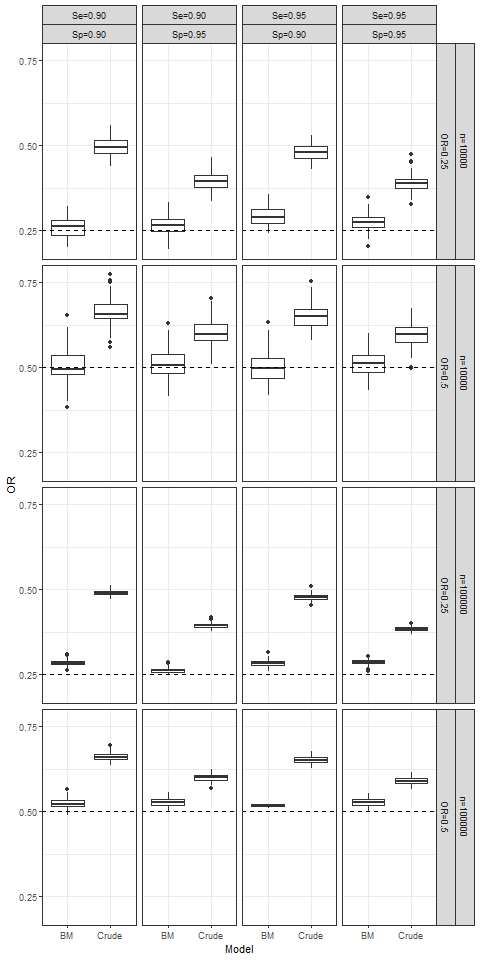 Se=0.90 Se=0.90 Se=0.95 Se=0.95
Sp=0.90 Sp=0.95 Sp=0.90 Sp=0.95
0.75
0.50
0.25
OR=0.25
n=10000
0.75
0.50
0.25
OR=0.5
n=10000
OR
0.75
0.50
0.25
OR=0.25
n=100000
0.75
0.50
0.25
OR=0.5
n=100000
BM Crude BM Crude BM Crude BM Crude
Model